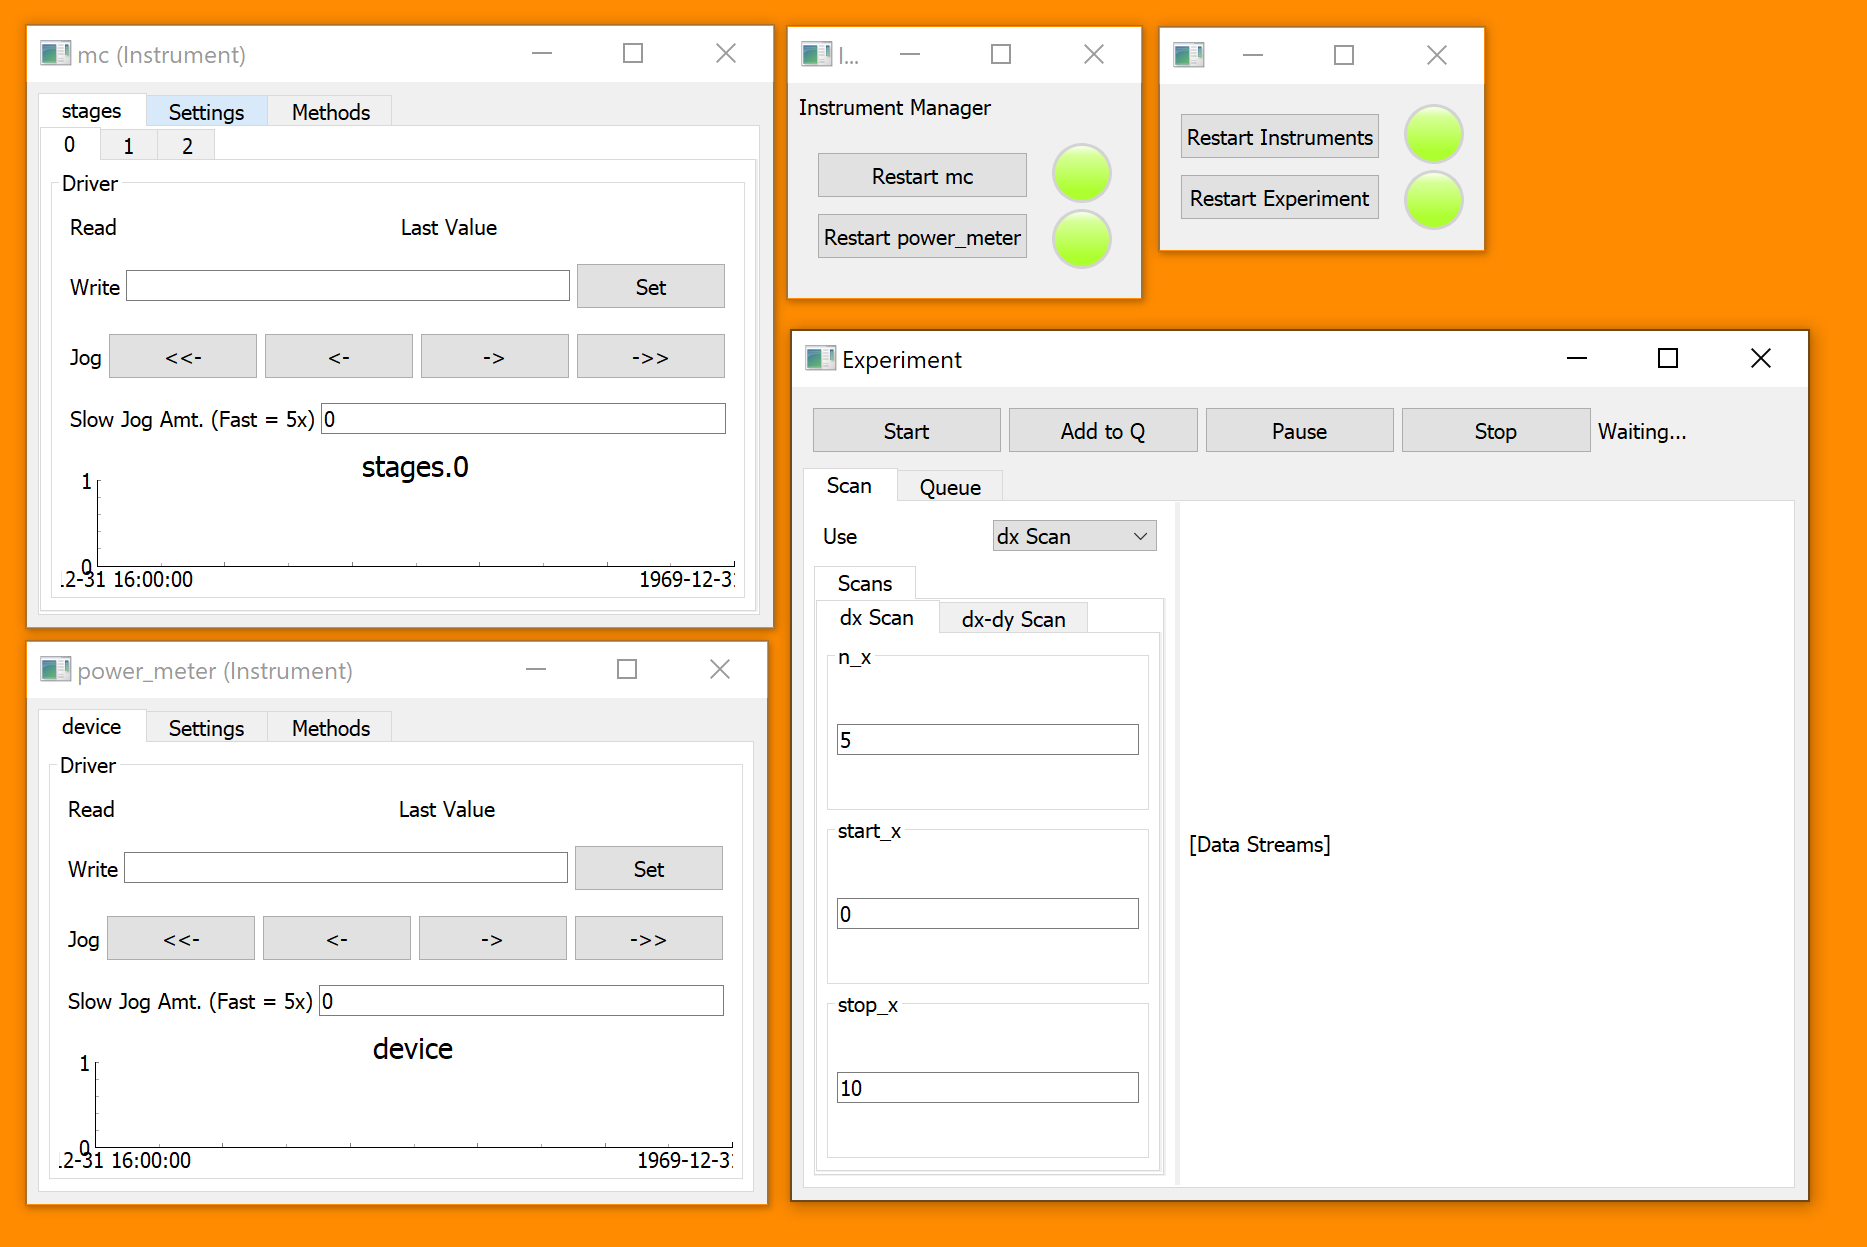 mc (Instrument)
stages Settings Methods
0 1 2
Driver
Read Last Value
Write Set
Jog <<- <- -> ->>
Slow Jog Amt. (Fast = 5x) 0
stages.0
1
0
12-31 16:00:00 1969-12-31
power_meter (Instrument)
device Settings Methods
Driver
Read Last Value
Write Set
Jog <<- <- -> ->>
Slow Jog Amt. (Fast = 5x) 0
device
1
0
12-31 16:00:00 1969-12-31
I...
Instrument Manager
Restart mc
Restart power_meter
Restart Instruments
Restart Experiment
Experiment
Start Add to Q Pause Stop Waiting...
Scan Queue
Use dx Scan
Scans
dx Scan dx-dy Scan
n_x
5
start_x
0
stop_x
10
[Data Streams]